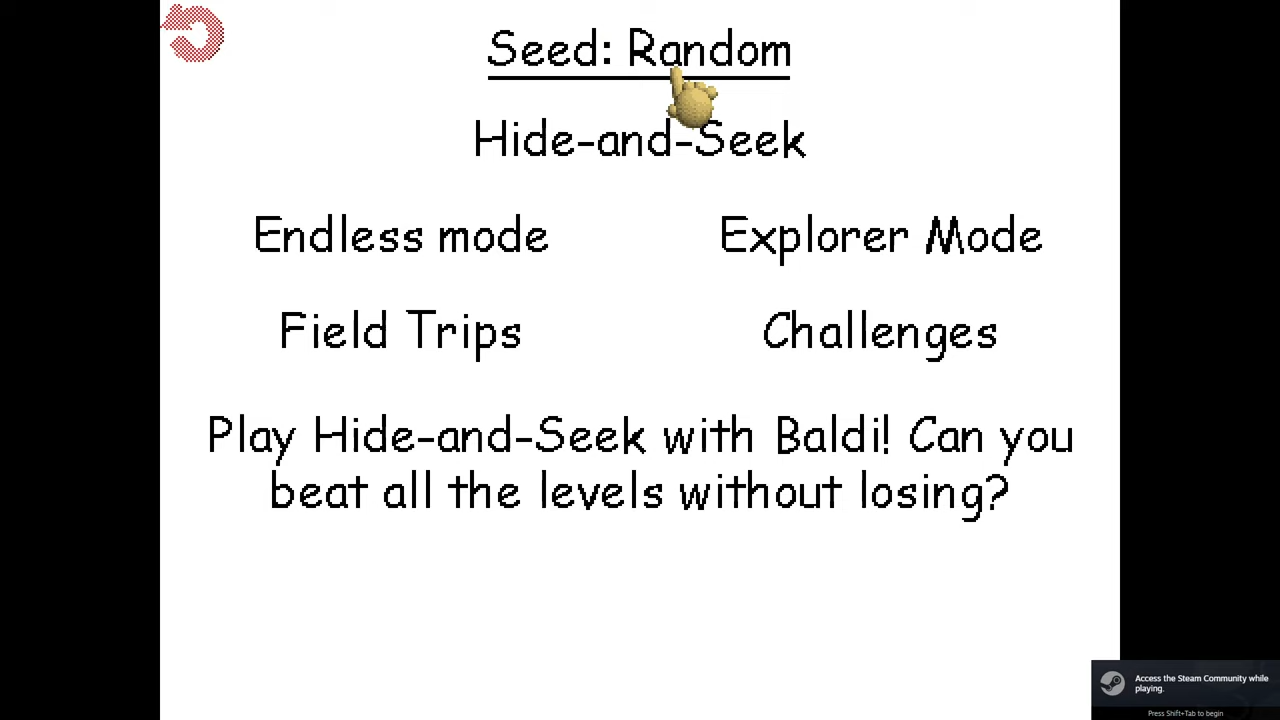 Seed: Random
Hide-and-Seek
Endless mode
Explorer Mode
Field Trips
Challenges
Play Hide-and-Seek with Baldi! Can you
beat all the levels without losing?
Access the Steam Community while
playing.
Press Shift+Tab to begin